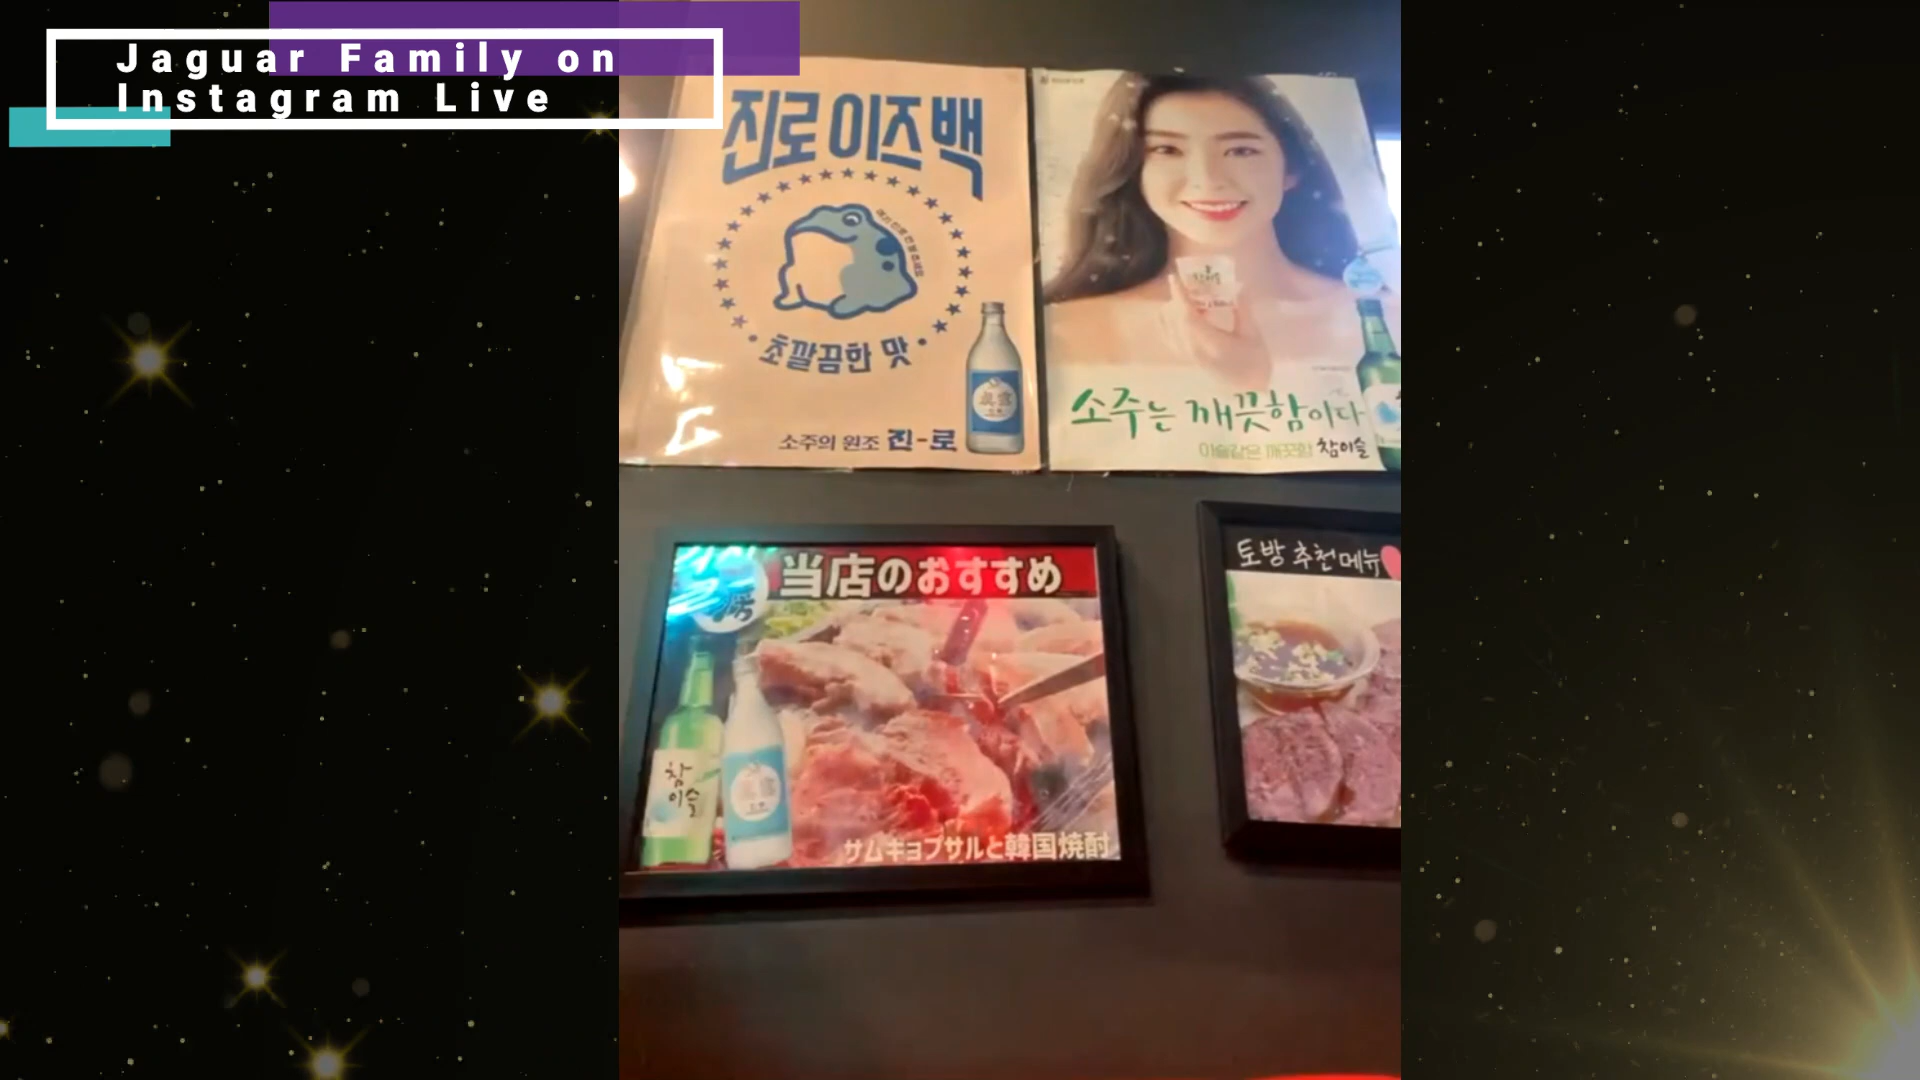 Jaguar Family on
Instagram Live
진로이즈백
초깔끔한 맛
眞露
소주의 원조 진-로
소주는 깨끗함이다
이슬같은 깨끗함 참이슬
当店のおすすめ
참
이슬
サムギョプサルと韓国焼酎
토방 추천메뉴